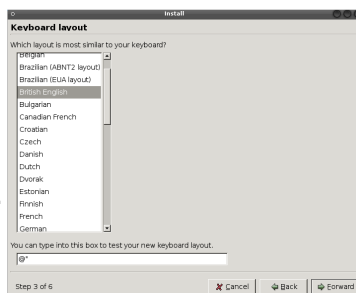 Install
Keyboard layout
Which layout is most similar to your keyboard?
Belgian
Brazilian (ABNT2 layout)
Brazilian (EUA layout)
British English
Bulgarian
Canadian French
Croatian
Czech
Danish
Dutch
Dvorak
Estonian
Finnish
French
German
You can type into this box to test your new keyboard layout.
@"
Step 3 of 6
Cancel
Back
Forward